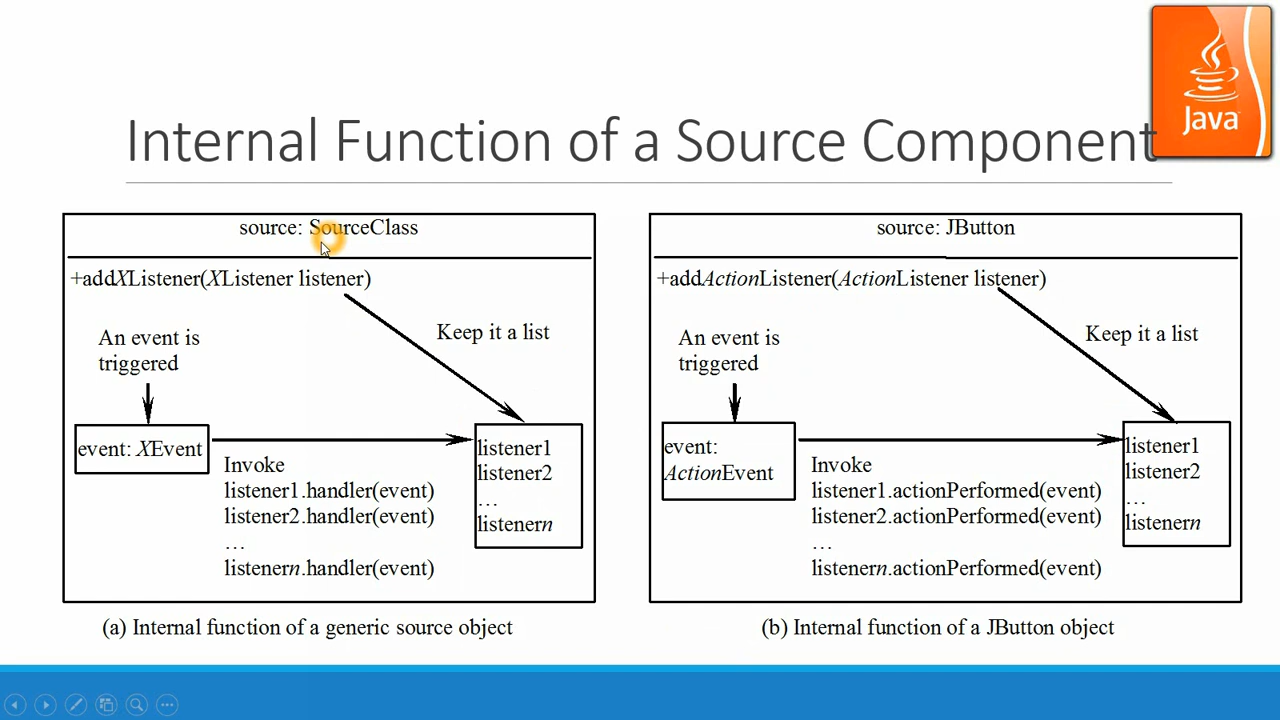 Java
Internal Function of a Source Component
source: SourceClass
+addXListener(XListener listener)
An event is
triggered
Keep it a list
event: XEvent
Invoke
listener1.handler(event)
listener2.handler(event)
…
listenern.handler(event)
listener1
listener2
…
listenern
(a) Internal function of a generic source object
source: JButton
+addActionListener(ActionListener listener)
An event is
triggered
Keep it a list
event:
ActionEvent
Invoke
listener1.actionPerformed(event)
listener2.actionPerformed(event)
…
listenern.actionPerformed(event)
listener1
listener2
…
listenern
(b) Internal function of a JButton object